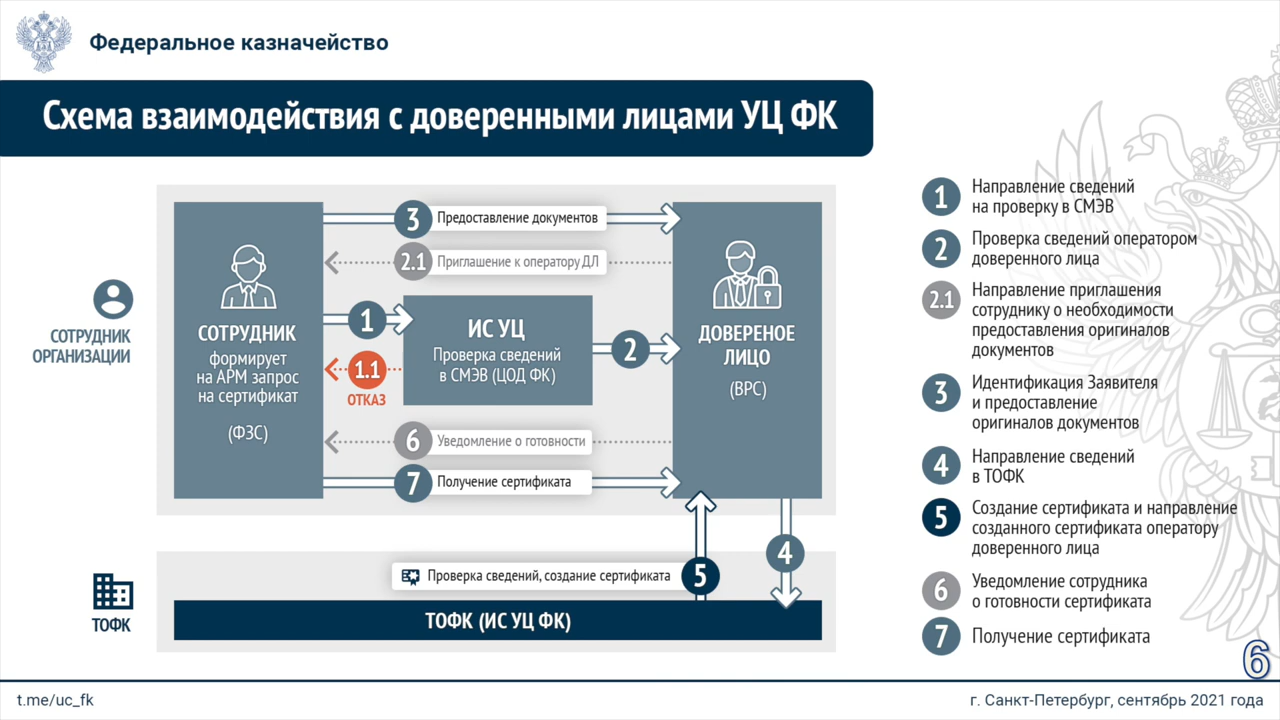 Федеральное казначейство
Схема взаимодействия с доверенными лицами УЦ ФК
СОТРУДНИК
ОРГАНИЗАЦИИ
СОТРУДНИК
формирует
на АРМ запрос
на сертификат
(ФЗС)
3 Предоставление документов
2.1 Приглашение к оператору ДЛ
1
1.1
ОТКАЗ
ИС УЦ
Проверка сведений
в СМЭВ (ЦОД ФК)
2
ДОВЕРЕНОЕ
ЛИЦО
(ВРС)
6 Уведомление о готовности
7 Получение сертификата
4
Проверка сведений, создание сертификата 5
ТОФК
ТОФК (ИС УЦ ФК)
1 Направление сведений
на проверку в СМЭВ
2 Проверка сведений оператором
доверенного лица
2.1 Направление приглашения
сотруднику о необходимости
предоставления оригиналов
документов
3 Идентификация Заявителя
и предоставление
оригиналов документов
4 Направление сведений
в ТОФК
5 Создание сертификата и направление
созданного сертификата оператору
доверенного лица
6 Уведомление сотрудника
о готовности сертификата
7 Получение сертификата
6
t.me/uc_fk
г. Санкт-Петербург, сентябрь 2021 года